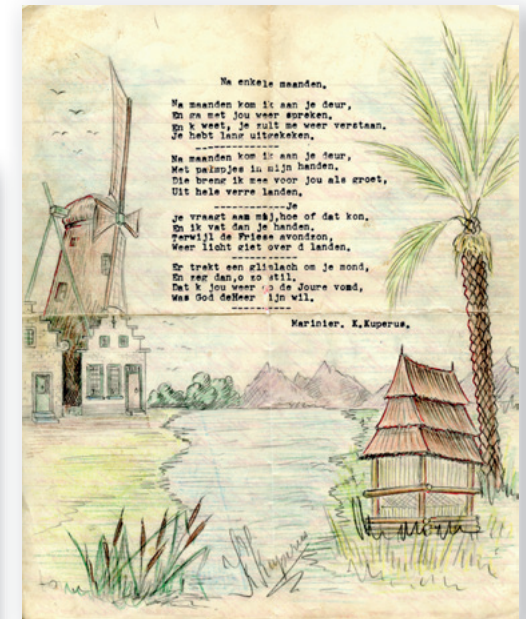 Na enkele maanden.
Na maanden kom ik aan je deur,
En ga met jou weer spreken.
En k weet, je zult me weer verstaan.
Je hebt lang uitgekeken.
---------------
Na maanden kom ik aan je deur,
Met palmpjes in mijn handen.
Die breng ik mee voor jou als groet,
Uit hele verre landen.
---------------Je
je vraagt aam mij,hoe of dat kon,
En ik vat dan je handen.
Terwijl de Friese avondzon,
Weer licht giet over d landen.
---------------
Er trekt een glimlach om je mond,
En zeg dan,o zo stil.
Dat k jou weer op de Joure vond,
Was God deHeer zijn wil.
-----------
Marinier. K.Kuperus.
K Kuperus